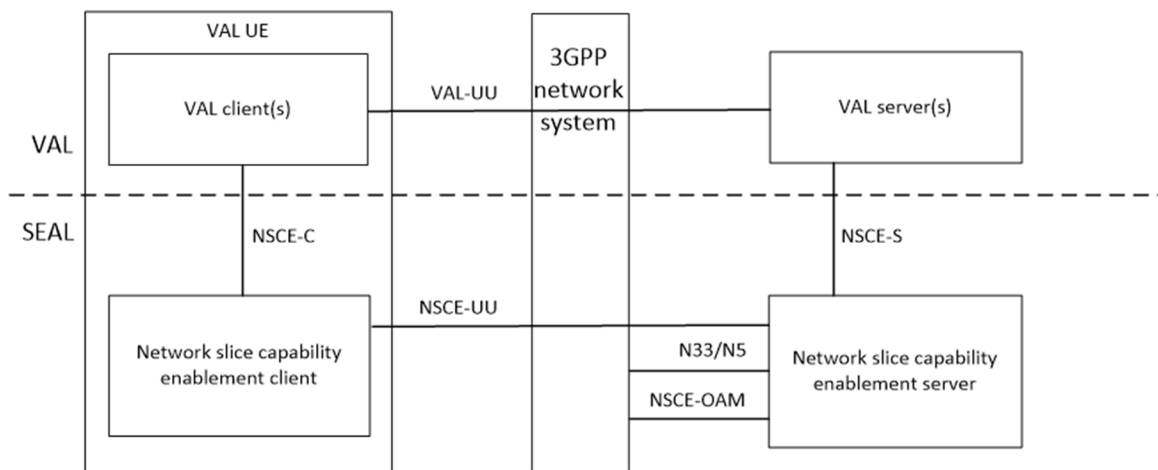 VAL UE
3GPP
network
system
VAL client(s)
VAL-UU
VAL server(s)
VAL
SEAL
NSCE-C
NSCE-S
NSCE-UU
N33/N5
Network slice capability
enablement client
Network slice capability
enablement server
NSCE-OAM